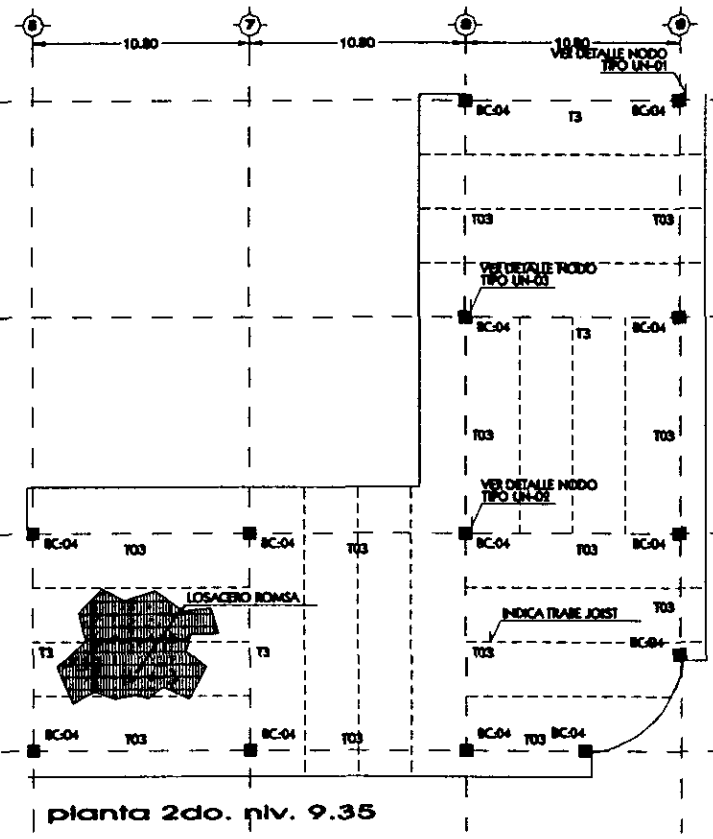 6 7 8 9
10.80 10.80 10.80
VER DETALLE NODO
TIPO UN-01
BC-04 BC-04
T3
T03 T03
VER DETALLE NODO
TIPO UN-03
BC-04 BC-04
T3
T03 T03
VER DETALLE NODO
TIPO UN-02
BC-04 BC-04 BC-04 BC-04
T03 T03 T03
LOSACERO ROMSA
INDICA TRABE JOIST
T03
T3 T3 T03
BC-04
BC-04 BC-04 BC-04 BC-04
T03 T03 T03
planta 2do. niv. 9.35